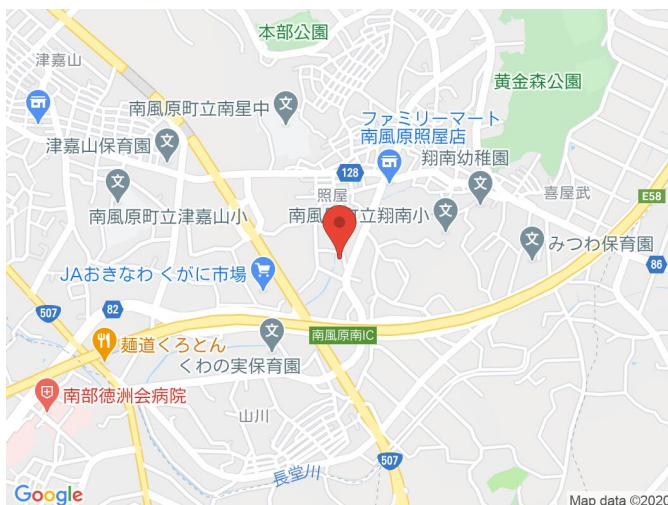 本部公園
津嘉山
黄金森公園
南風原町立南星中
ファミリーマート
南風原照屋店
津嘉山保育園
翔南幼稚園
128
照屋
喜屋武
E58
南風原町立津嘉山小
南風原町立翔南小
みつわ保育園
86
JAおきなわ くがに市場
507
82
南風原南IC
麺道くろとん
くわの実保育園
南部徳洲会病院
山川
507
長堂川
Google
Map data ©2020